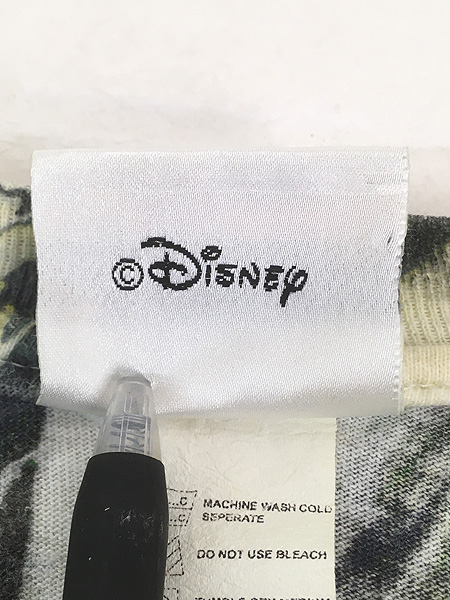 ©Disney
...C MACHINE WASH COLD
...C SEPERATE
DO NOT USE BLEACH